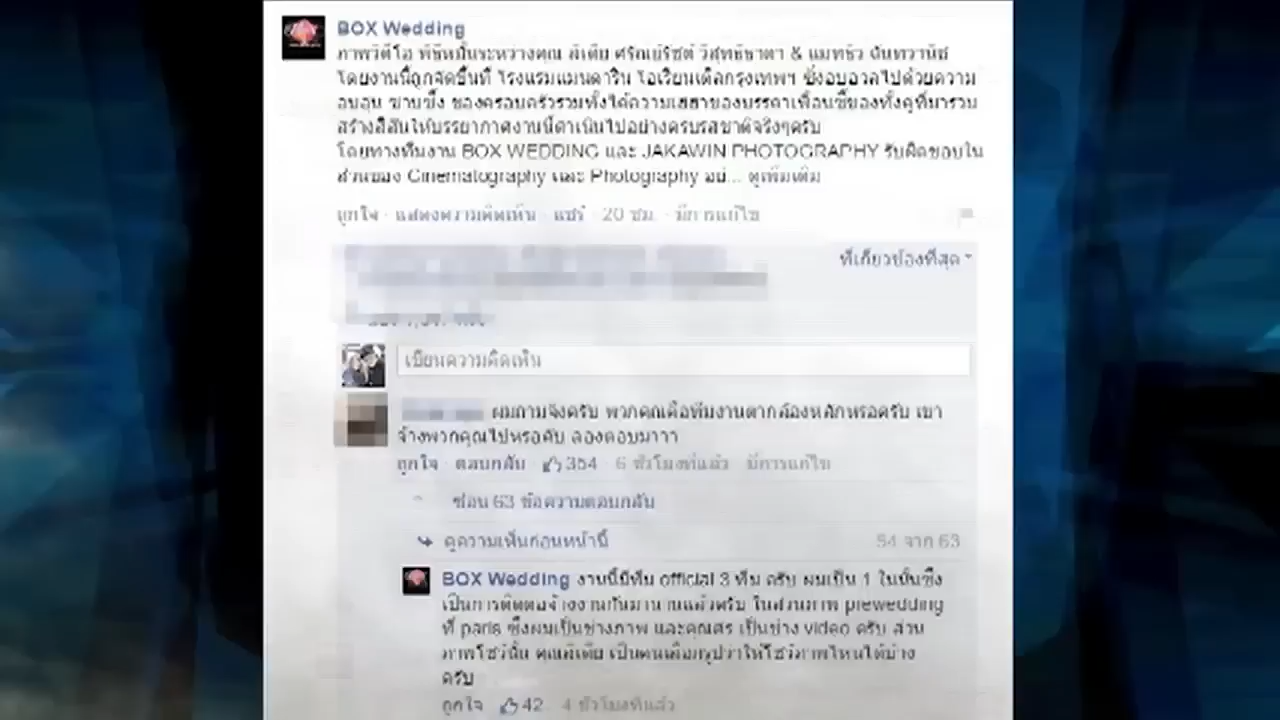 BOX Wedding
ภาพวิดีโอ พิธีหมั้นระหว่างคุณ ลิเดีย ศรัณย์รัชต์ วิสุทธิธาดา & แมทธิว ฉันทวานิช
โดยงานนี้ถูกจัดขึ้นที่ โรงแรมแมนดาริน โอเรียนเต็ลกรุงเทพฯ ซึ่งอบอวลไปด้วยความ
อบอุ่น ซาบซึ้ง ของครอบครัวรวมทั้งได้ความเฮฮาของบรรดาเพื่อนซี้ของทั้งคู่ที่มาร่วม
สร้างสีสันให้บรรยากาศงานนี้ดำเนินไปอย่างครบรสชาติจริงๆครับ
โดยทางทีมงาน BOX WEDDING และ JAKAWIN PHOTOGRAPHY รับผิดชอบใน
ส่วนของ Cinematography และ Photography อย่... ดูเพิ่มเติม
ถูกใจ · แสดงความคิดเห็น · แชร์ · 20 ชม. · มีการแก้ไข
ที่เกี่ยวข้องที่สุด
เขียนความคิดเห็น
ผมถามจิงครับ พวกคุณคือทีมงานตากล้องหลักหรอครับ เขา
จ้างพวกคุณไปหรอคับ ลองตอบมาาา
ถูกใจ · ตอบกลับ · 354 · 6 ชั่วโมงที่แล้ว · มีการแก้ไข
ซ่อน 63 ข้อความตอบกลับ
ดูความเห็นก่อนหน้านี้ 54 จาก 63
BOX Wedding งานนี้มีทีม official 3 ทีม ครับ ผมเป็น 1 ในนั้นซึ่ง
เป็นการติดต่อจ้างงานกันมานานแล้วครับ ในส่วนภาพ prewedding
ที่ paris ซึ่งผมเป็นช่างภาพ และคุณสร เป็นช่าง video ครับ ส่วน
ภาพโชว์นั้น คุณลิเดีย เป็นคนเลือกรูปว่าให้โชว์ภาพไหนได้บ้าง
ครับ
ถูกใจ · 42 · 4 ชั่วโมงที่แล้ว